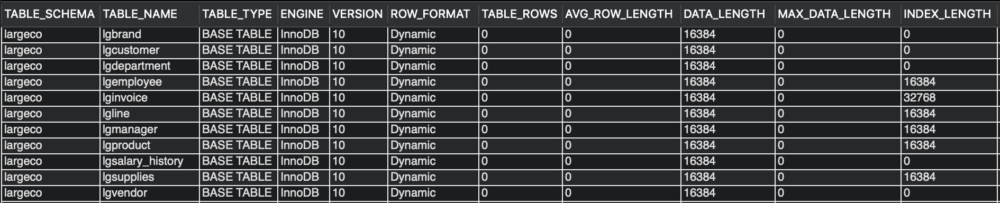 TABLE_SCHEMA TABLE_NAME TABLE_TYPE ENGINE VERSION ROW_FORMAT TABLE_ROWS AVG_ROW_LENGTH DATA_LENGTH MAX_DATA_LENGTH INDEX_LENGTH
largeco lgbrand BASE TABLE InnoDB 10 Dynamic 0 0 16384 0 0
largeco lgcustomer BASE TABLE InnoDB 10 Dynamic 0 0 16384 0 0
largeco lgdepartment BASE TABLE InnoDB 10 Dynamic 0 0 16384 0 0
largeco lgemployee BASE TABLE InnoDB 10 Dynamic 0 0 16384 0 16384
largeco lginvoice BASE TABLE InnoDB 10 Dynamic 0 0 16384 0 32768
largeco lgline BASE TABLE InnoDB 10 Dynamic 0 0 16384 0 16384
largeco lgmanager BASE TABLE InnoDB 10 Dynamic 0 0 16384 0 16384
largeco lgproduct BASE TABLE InnoDB 10 Dynamic 0 0 16384 0 16384
largeco lgsalary_history BASE TABLE InnoDB 10 Dynamic 0 0 16384 0 0
largeco lgsupplies BASE TABLE InnoDB 10 Dynamic 0 0 16384 0 16384
largeco lgvendor BASE TABLE InnoDB 10 Dynamic 0 0 16384 0 0